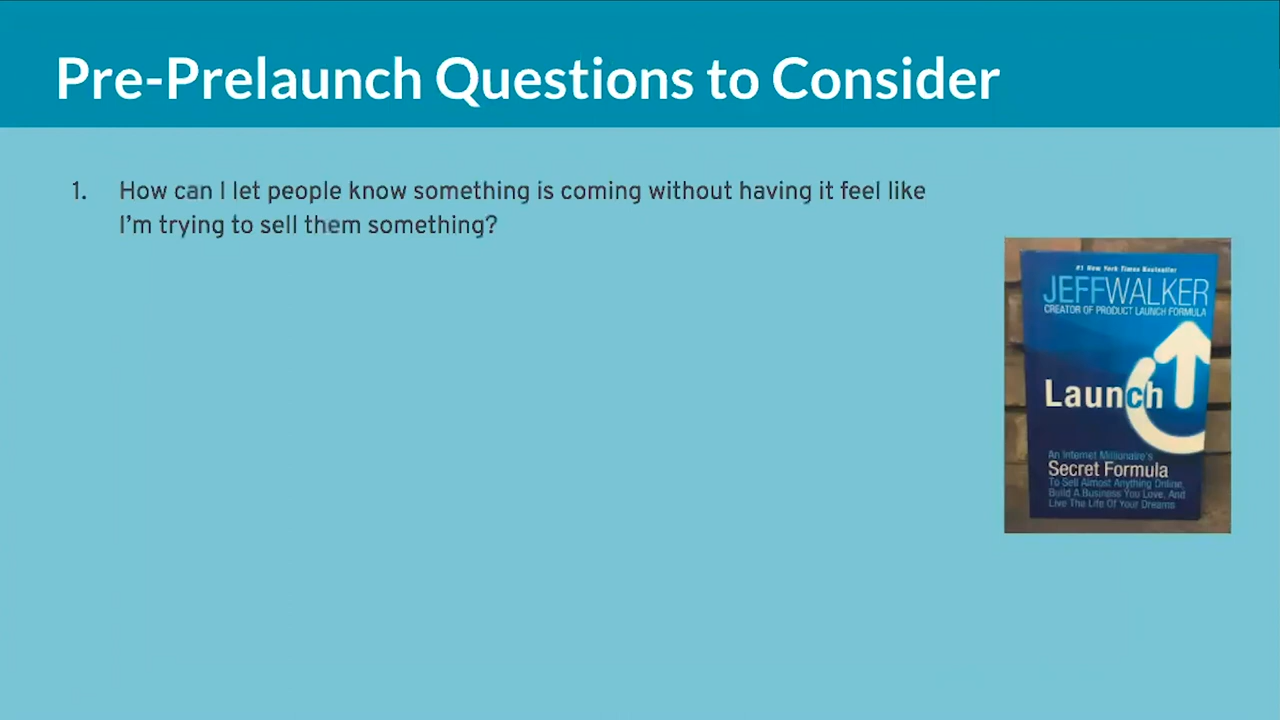 Pre-Prelaunch Questions to Consider
1. How can I let people know something is coming without having it feel like
I'm trying to sell them something?
#1 New York Times Bestseller
JEFFWALKER
CREATOR OF PRODUCT LAUNCH FORMULA
Launch
An Internet Millionaire's
Secret Formula
To Sell Almost Anything Online,
Build A Business You Love, And
Live The Life Of Your Dreams